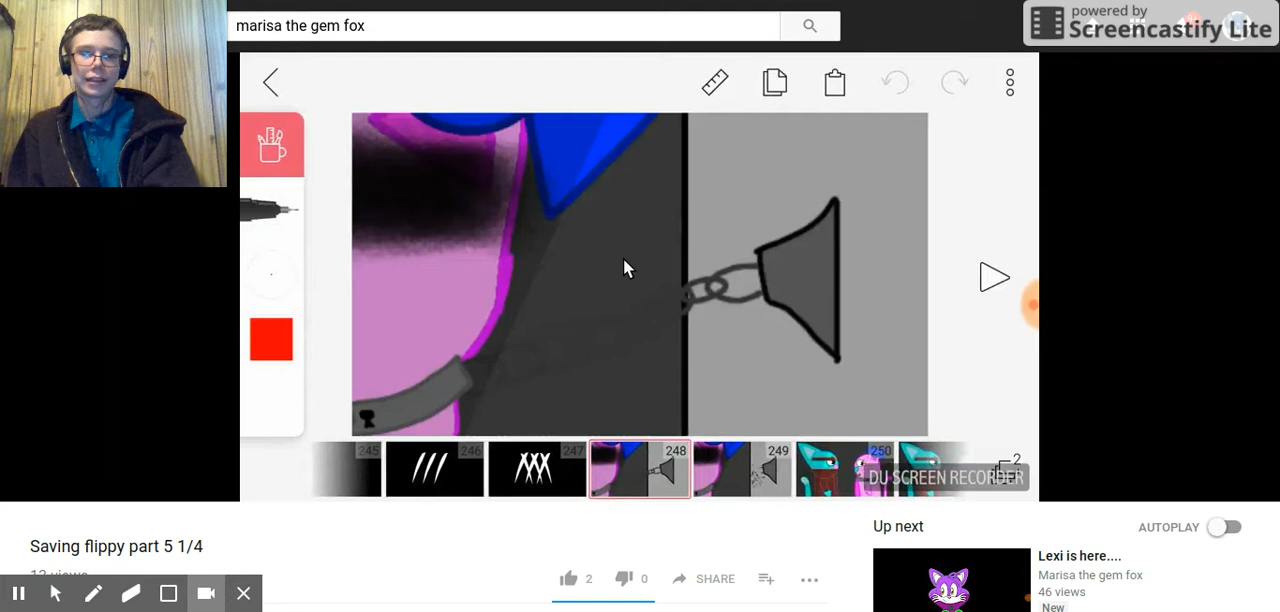 marisa the gem fox
powered by
Screencastify Lite
245
246
247
248
249
250
2
DU SCREEN RECORDER
Saving flippy part 5 1/4
2
0
SHARE
Up next
AUTOPLAY
Lexi is here....
Marisa the gem fox
46 views
New